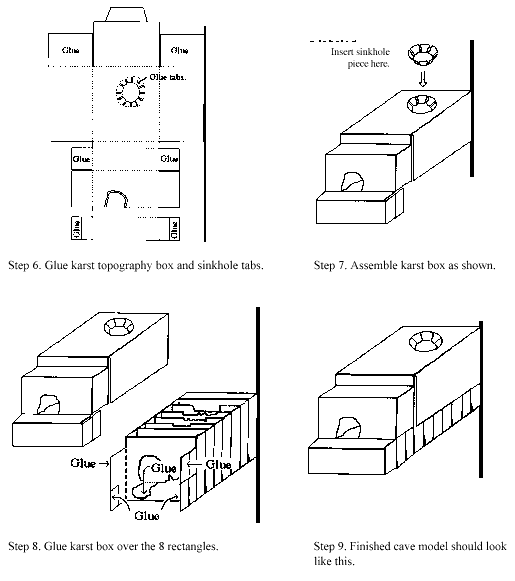 Glue
Glue
Glue tabs.
Glue
Glue
Glue
Glue
Step 6. Glue karst topography box and sinkhole tabs.
Insert sinkhole
piece here.
Step 7. Assemble karst box as shown.
Glue
Glue
Glue
Glue
Step 8. Glue karst box over the 8 rectangles.
Step 9. Finished cave model should look
like this.